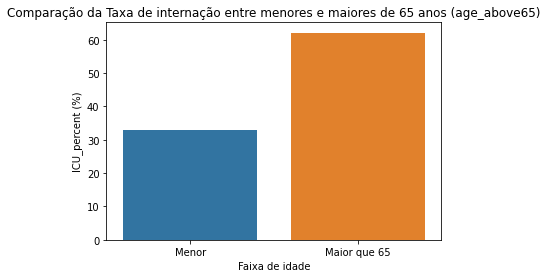 Comparação da Taxa de internação entre menores e maiores de 65 anos (age_above65)
ICU_percent (%)
60
50
40
30
20
10
0
Menor
Maior que 65
Faixa de idade